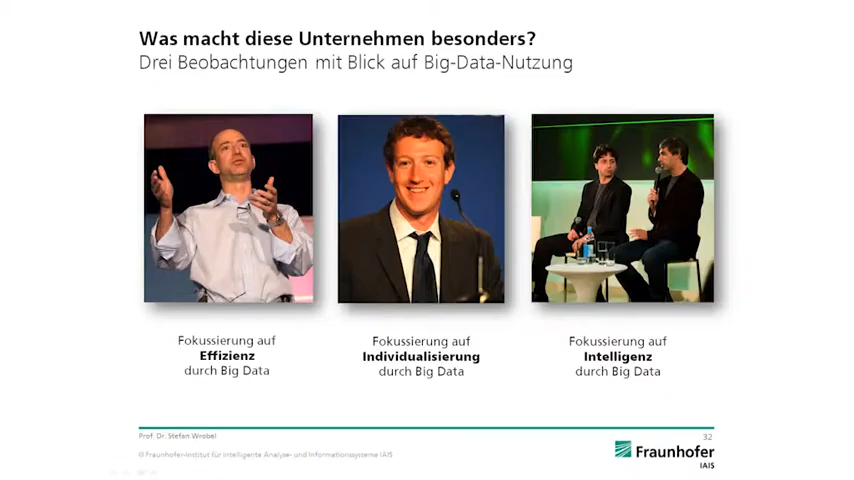 Was macht diese Unternehmen besonders?
Drei Beobachtungen mit Blick auf Big-Data-Nutzung
Fokussierung auf
Effizienz
durch Big Data
Fokussierung auf
Individualisierung
durch Big Data
Fokussierung auf
Intelligenz
durch Big Data
Prof. Dr. Stefan Wrobel
32
© Fraunhofer-Institut für Intelligente Analyse- und Informationssysteme IAIS
Fraunhofer
IAIS